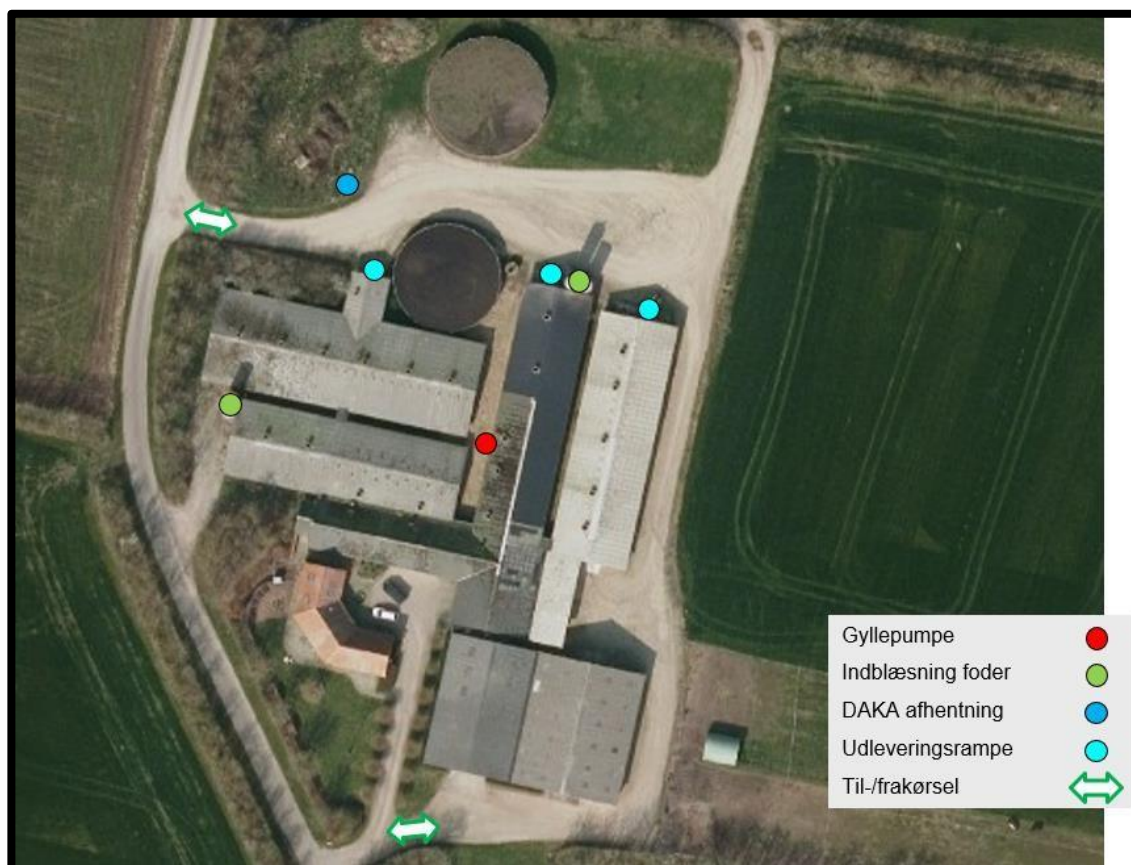 Gyllepumpe
Indblæsning foder
DAKA afhentning
Udleveringsrampe
Til-/frakørsel